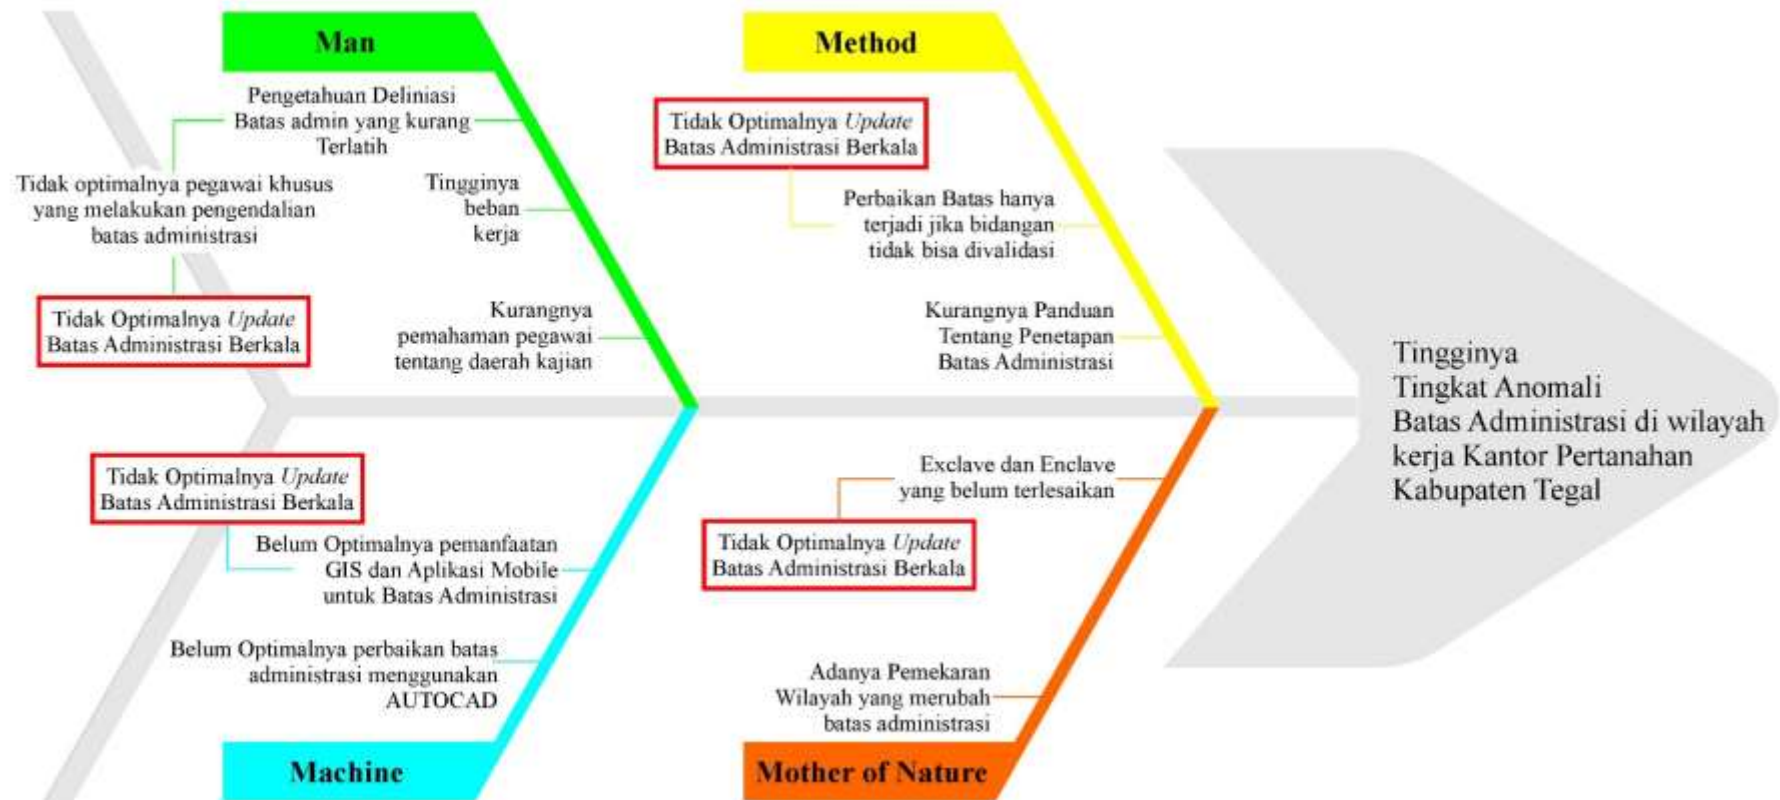 Man
Pengetahuan Deliniasi
Batas admin yang kurang
Terlatih
Tidak optimalnya pegawai khusus
yang melakukan pengendalian
batas administrasi
Tidak Optimalnya Update
Batas Administrasi Berkala
Tingginya
beban
kerja
Kurangnya
pemahaman pegawai
tentang daerah kajian
Method
Tidak Optimalnya Update
Batas Administrasi Berkala
Perbaikan Batas hanya
terjadi jika bidangan
tidak bisa divalidasi
Kurangnya Panduan
Tentang Penetapan
Batas Administrasi
Tingginya
Tingkat Anomali
Batas Administrasi di wilayah
kerja Kantor Pertanahan
Kabupaten Tegal
Tidak Optimalnya Update
Batas Administrasi Berkala
Belum Optimalnya pemanfaatan
GIS dan Aplikasi Mobile
untuk Batas Administrasi
Belum Optimalnya perbaikan batas
administrasi menggunakan
AUTOCAD
Machine
Exclave dan Enclave
yang belum terlesaikan
Tidak Optimalnya Update
Batas Administrasi Berkala
Adanya Pemekaran
Wilayah yang merubah
batas administrasi
Mother of Nature